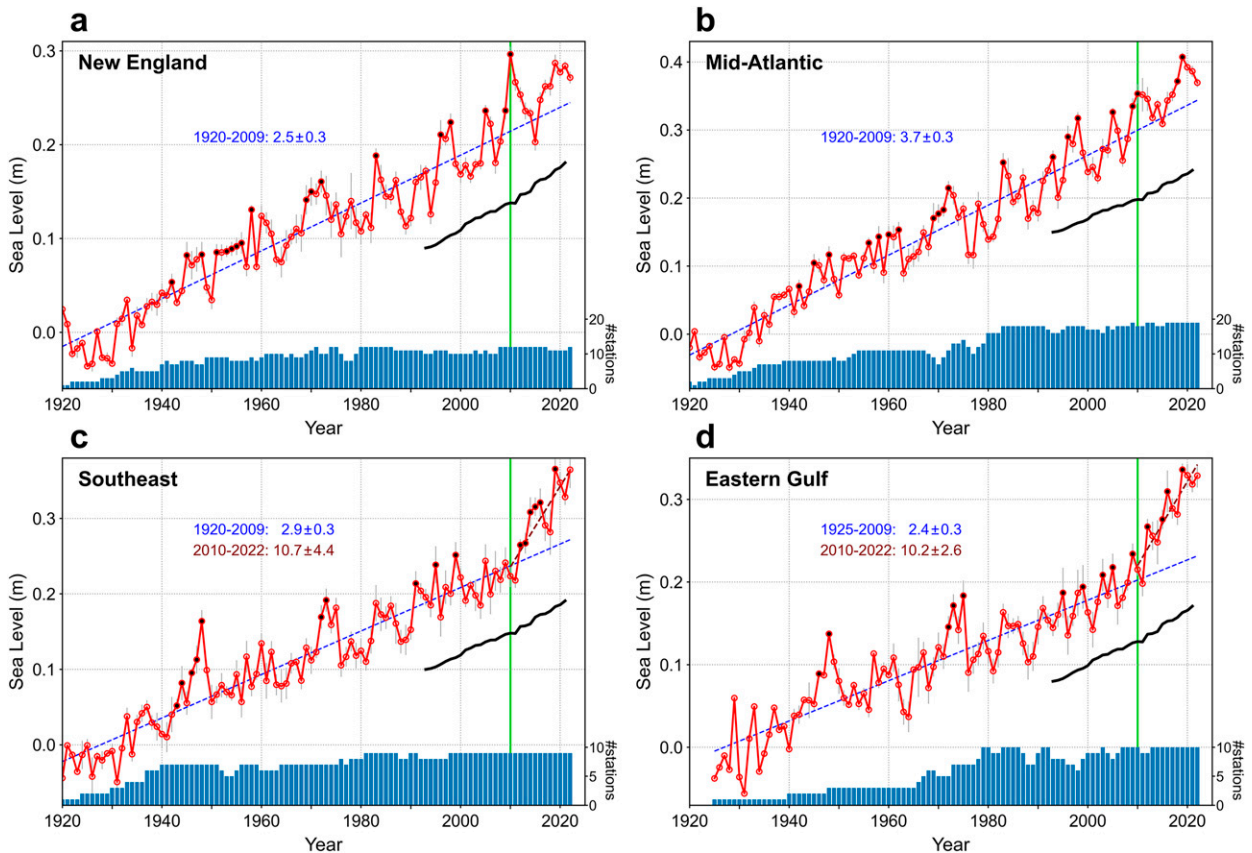 a
New England
1920-2009: 2.5±0.3
Sea Level (m)
0.3
0.2
0.1
0.0
20
10
0
#stations
1920 1940 1960 1980 2000 2020
Year
b
Mid-Atlantic
1920-2009: 3.7±0.3
Sea Level (m)
0.4
0.3
0.2
0.1
0.0
20
10
0
#stations
1920 1940 1960 1980 2000 2020
Year
c
Southeast
1920-2009: 2.9±0.3
2010-2022: 10.7±4.4
Sea Level (m)
0.3
0.2
0.1
0.0
10
5
0
#stations
1920 1940 1960 1980 2000 2020
Year
d
Eastern Gulf
1925-2009: 2.4±0.3
2010-2022: 10.2±2.6
Sea Level (m)
0.3
0.2
0.1
0.0
10
5
0
#stations
1920 1940 1960 1980 2000 2020
Year